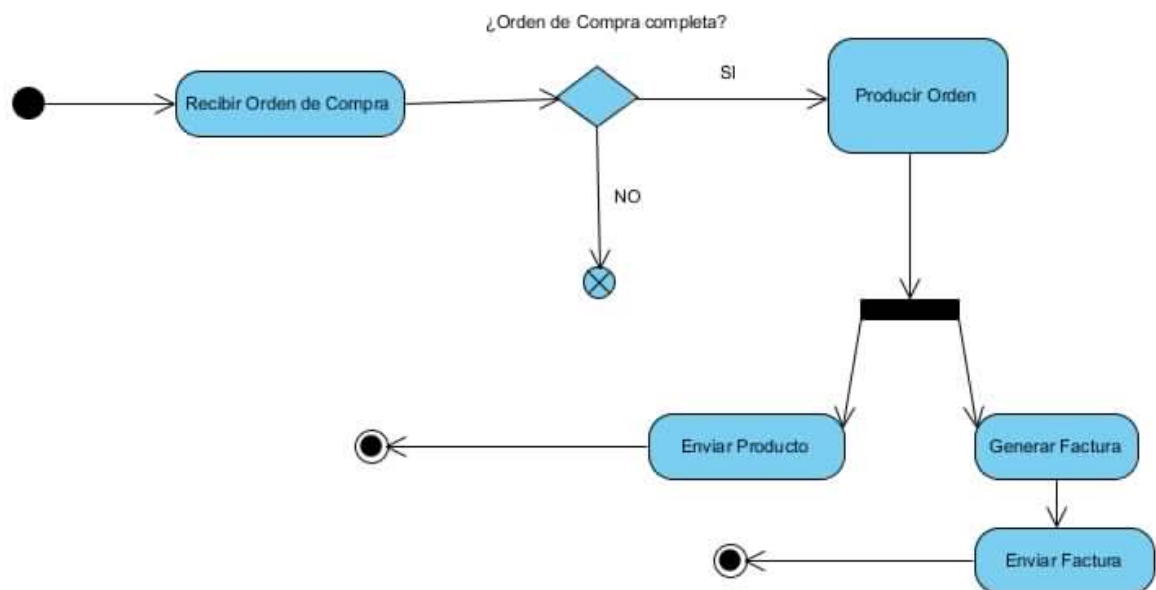 ¿Orden de Compra completa?
Recibir Orden de Compra
SI
Producir Orden
NO
Enviar Producto
Generar Factura
Enviar Factura